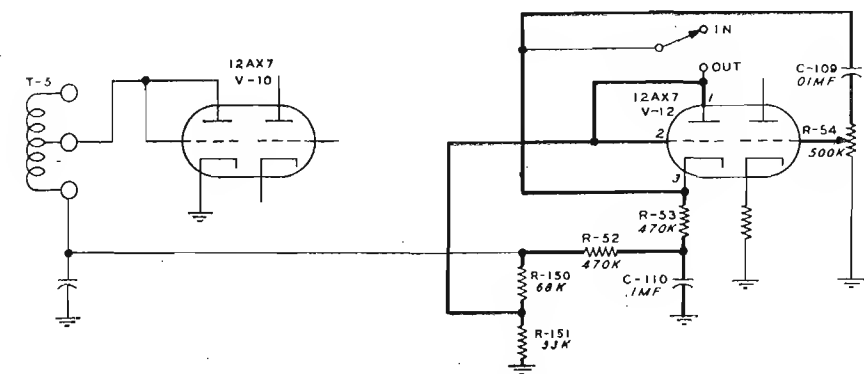 IN
T-5
12AX7
V-10
OUT
C-109
.01MF
12AX7
V-12
1
2
R-54
500K
3
R-53
470K
R-52
470K
R-150
68K
C-110
.1MF
R-151
33K